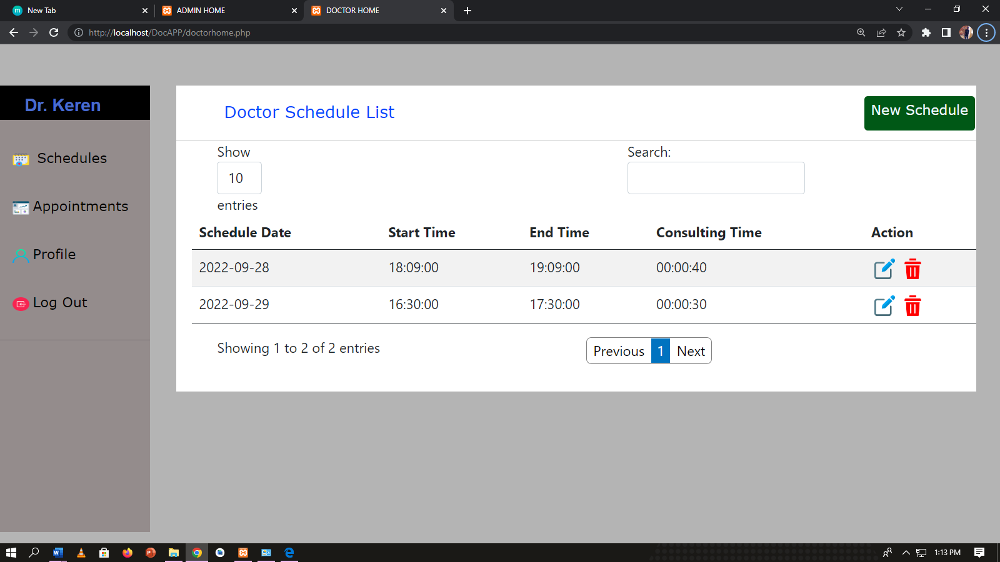 New Tab
ADMIN HOME
DOCTOR HOME
http://localhost/DocAPP/doctorhome.php
Dr. Keren
Schedules
Appointments
Profile
Log Out
Doctor Schedule List
New Schedule
Show
10
entries
Search:
Schedule Date Start Time End Time Consulting Time Action
2022-09-28 18:09:00 19:09:00 00:00:40
2022-09-29 16:30:00 17:30:00 00:00:30
Showing 1 to 2 of 2 entries
Previous 1 Next
1:13 PM